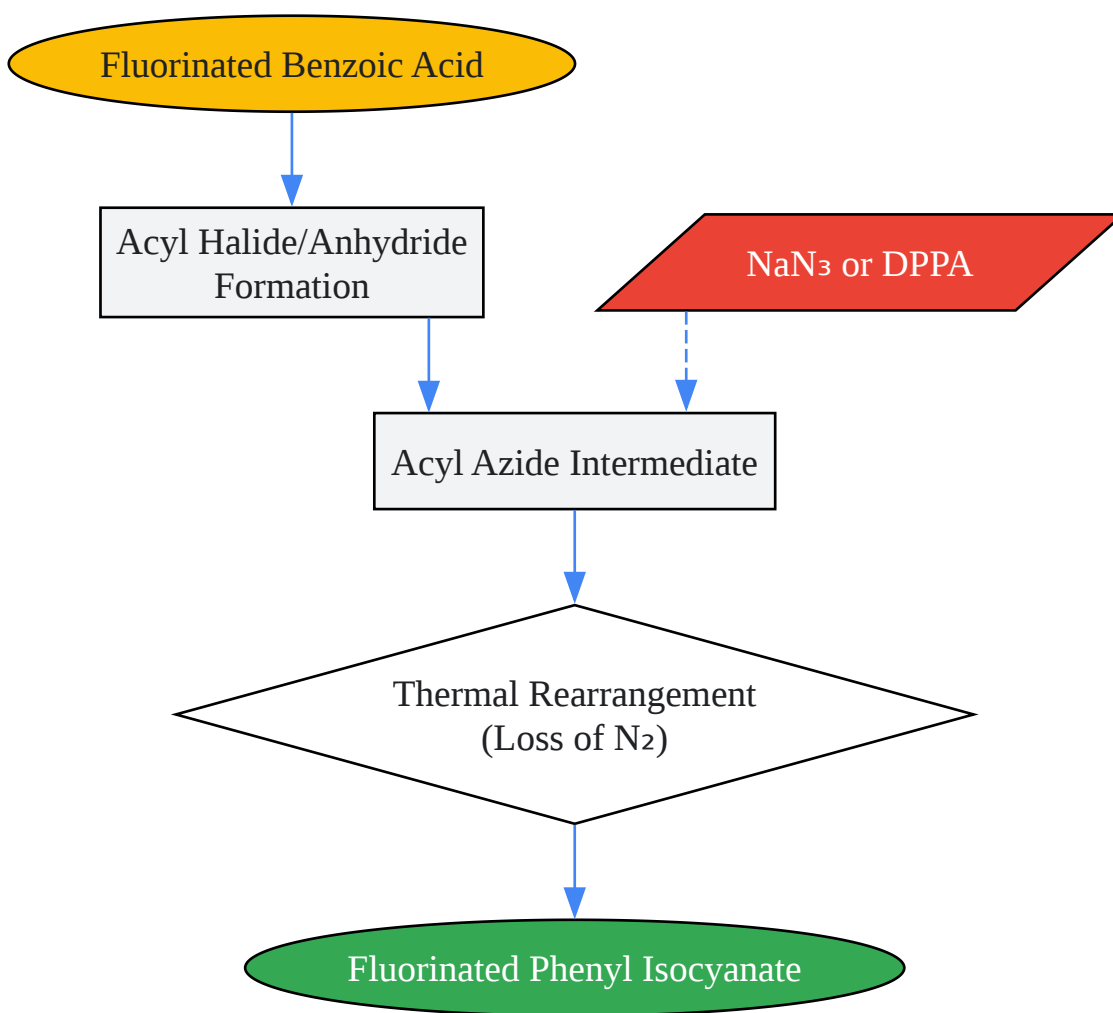 Fluorinated Benzoic Acid
Acyl Halide/Anhydride
Formation
NaN₃ or DPPA
Acyl Azide Intermediate
Thermal Rearrangement
(Loss of N₂)
Fluorinated Phenyl Isocyanate